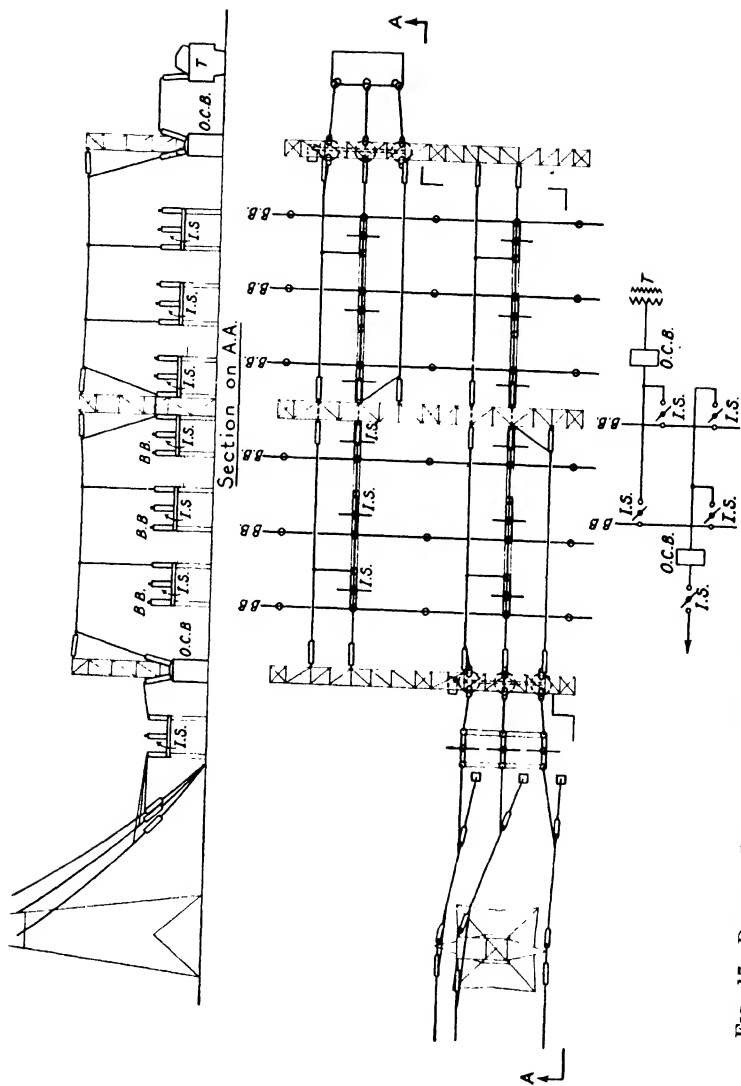 T
O.C.B.
I.S
I.S.
I.S.
B B.
I.S.
B.B
I.S.
B B.
I.S.
O.C.B
I.S.
Section on A.A.
A
B.B.
B.B
B.B.
B.B.
B.B.
B.B.
I.S.
I.S.
I.S.
A
T
O.C.B.
I.S.
B.B.
I.S.
I.S.
B B
I.S.
O.C.B.
I.S.
FIG. 17.